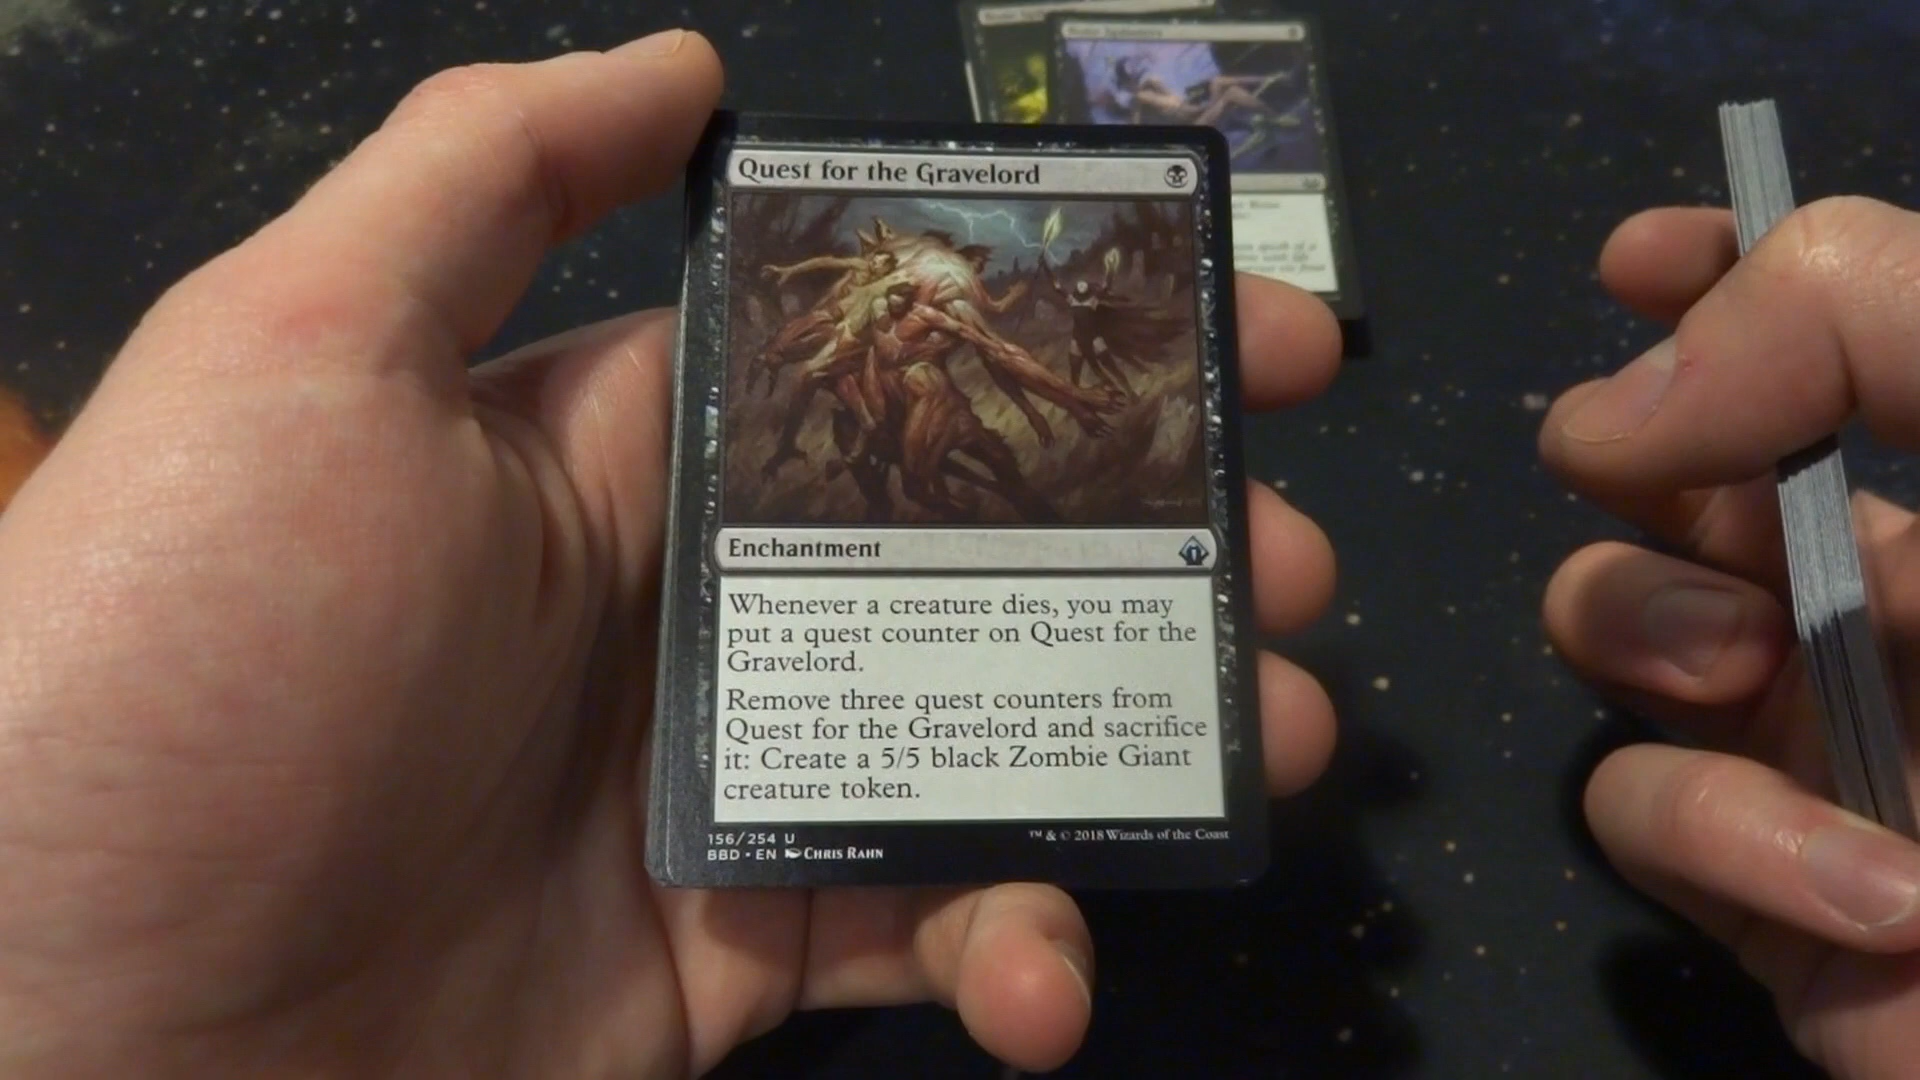 Quest for the Gravelord
Enchantment
Whenever a creature dies, you may
put a quest counter on Quest for the
Gravelord.
Remove three quest counters from
Quest for the Gravelord and sacrifice
it: Create a 5/5 black Zombie Giant
creature token.
156/254 U
BBD • EN Chris Rahn
™ & © 2018 Wizards of the Coast